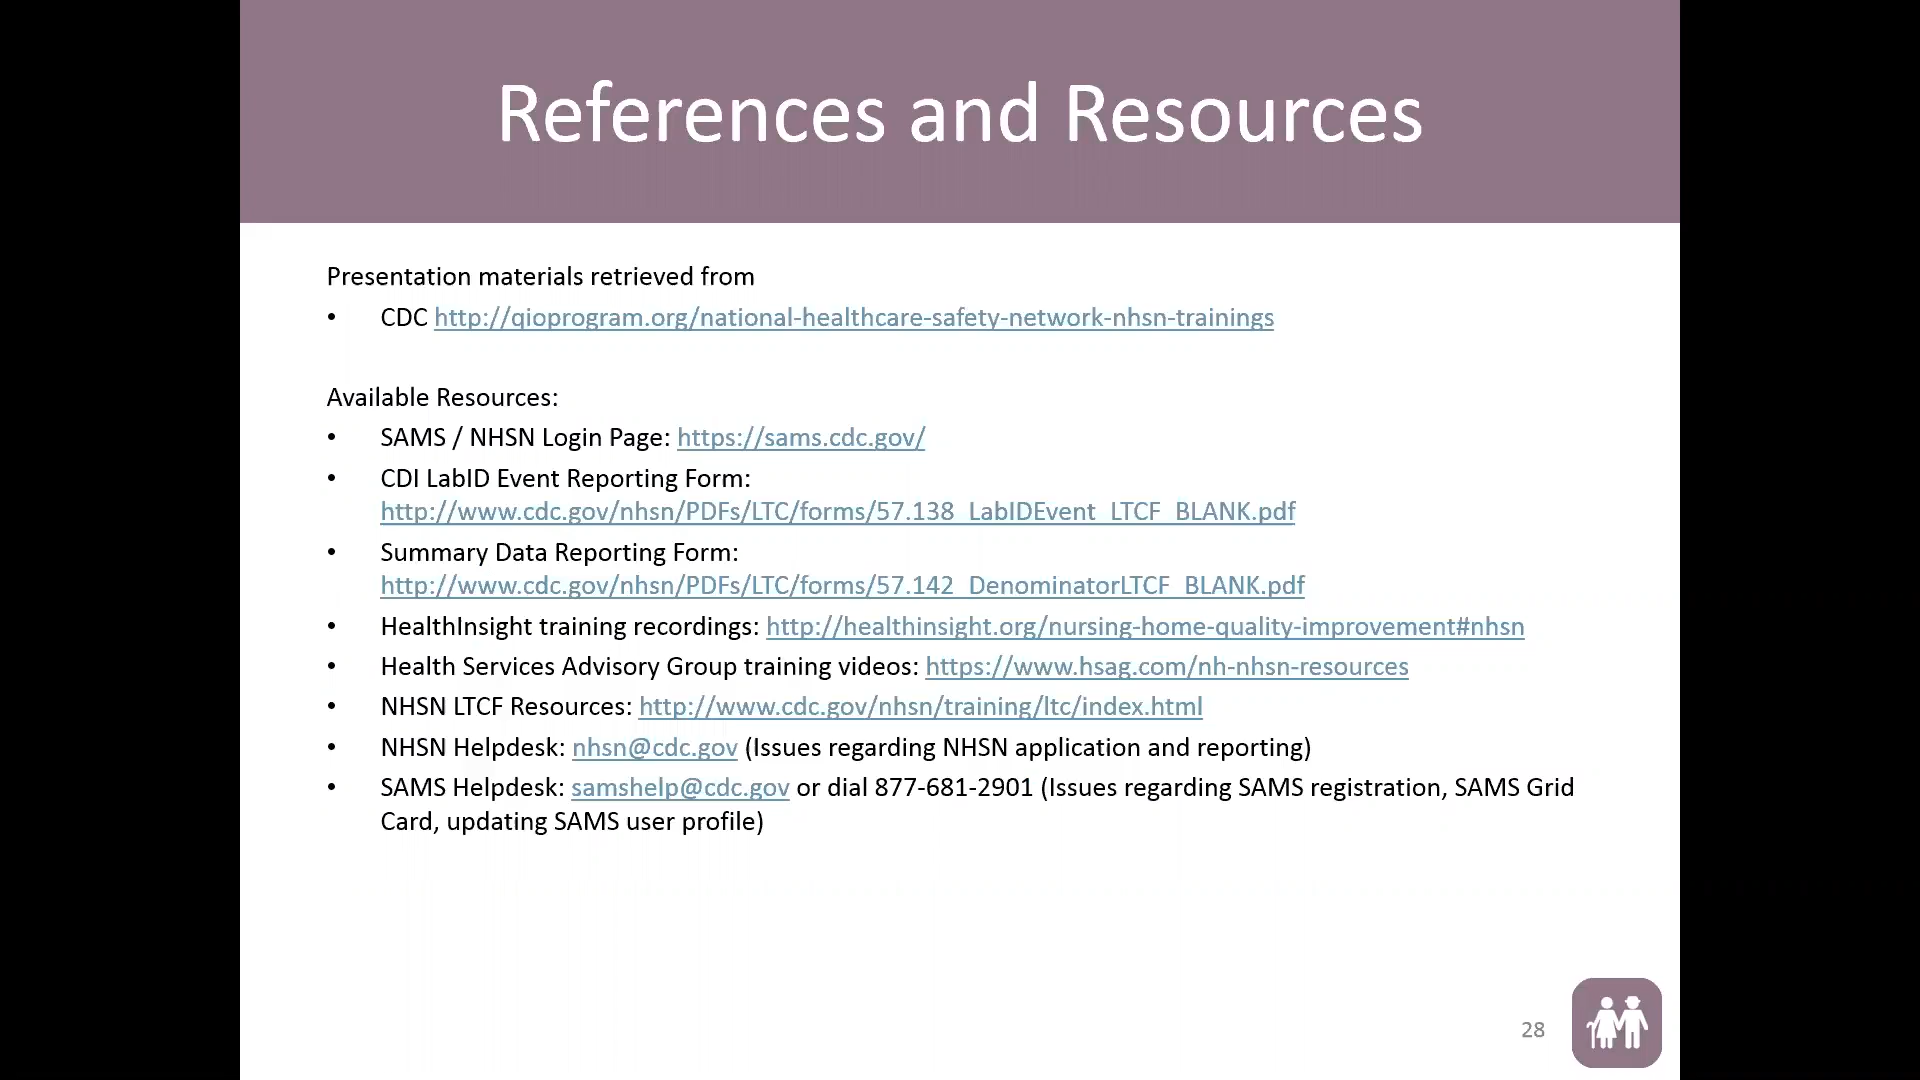 References and Resources
Presentation materials retrieved from
• CDC http://qioprogram.org/national-healthcare-safety-network-nhsn-trainings
Available Resources:
• SAMS / NHSN Login Page: https://sams.cdc.gov/
• CDI LabID Event Reporting Form:
http://www.cdc.gov/nhsn/PDFs/LTC/forms/57.138_LabIDEvent_LTCF_BLANK.pdf
• Summary Data Reporting Form:
http://www.cdc.gov/nhsn/PDFs/LTC/forms/57.142_DenominatorLTCF_BLANK.pdf
• HealthInsight training recordings: http://healthinsight.org/nursing-home-quality-improvement#nhsn
• Health Services Advisory Group training videos: https://www.hsag.com/nh-nhsn-resources
• NHSN LTCF Resources: http://www.cdc.gov/nhsn/training/ltc/index.html
• NHSN Helpdesk: nhsn@cdc.gov (Issues regarding NHSN application and reporting)
• SAMS Helpdesk: samshelp@cdc.gov or dial 877-681-2901 (Issues regarding SAMS registration, SAMS Grid
Card, updating SAMS user profile)
28